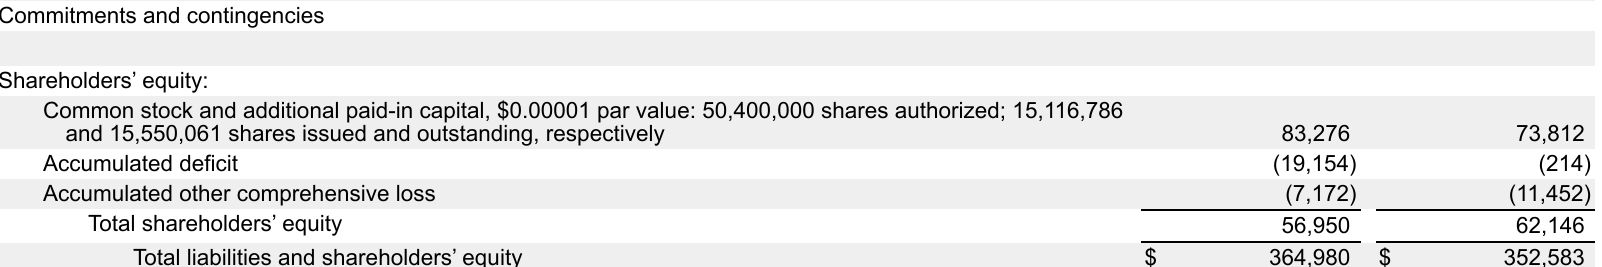 Commitments and contingencies
Shareholders’ equity:
Common stock and additional paid-in capital, $0.00001 par value: 50,400,000 shares authorized; 15,116,786
and 15,550,061 shares issued and outstanding, respectively 83,276 73,812
Accumulated deficit (19,154) (214)
Accumulated other comprehensive loss (7,172) (11,452)
Total shareholders’ equity 56,950 62,146
Total liabilities and shareholders’ equity $ 364,980 $ 352,583